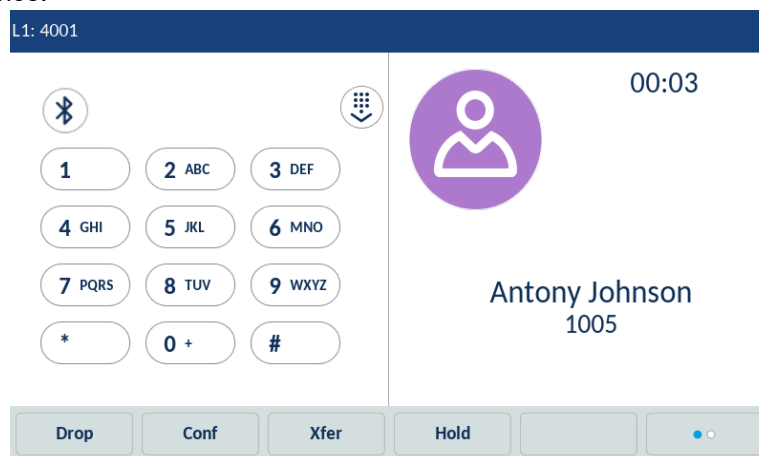 L1: 4001
00:03
1
2 ABC
3 DEF
4 GHI
5 JKL
6 MNO
7 PQRS
8 TUV
9 WXYZ
*
0 +
#
Antony Johnson
1005
Drop
Conf
Xfer
Hold